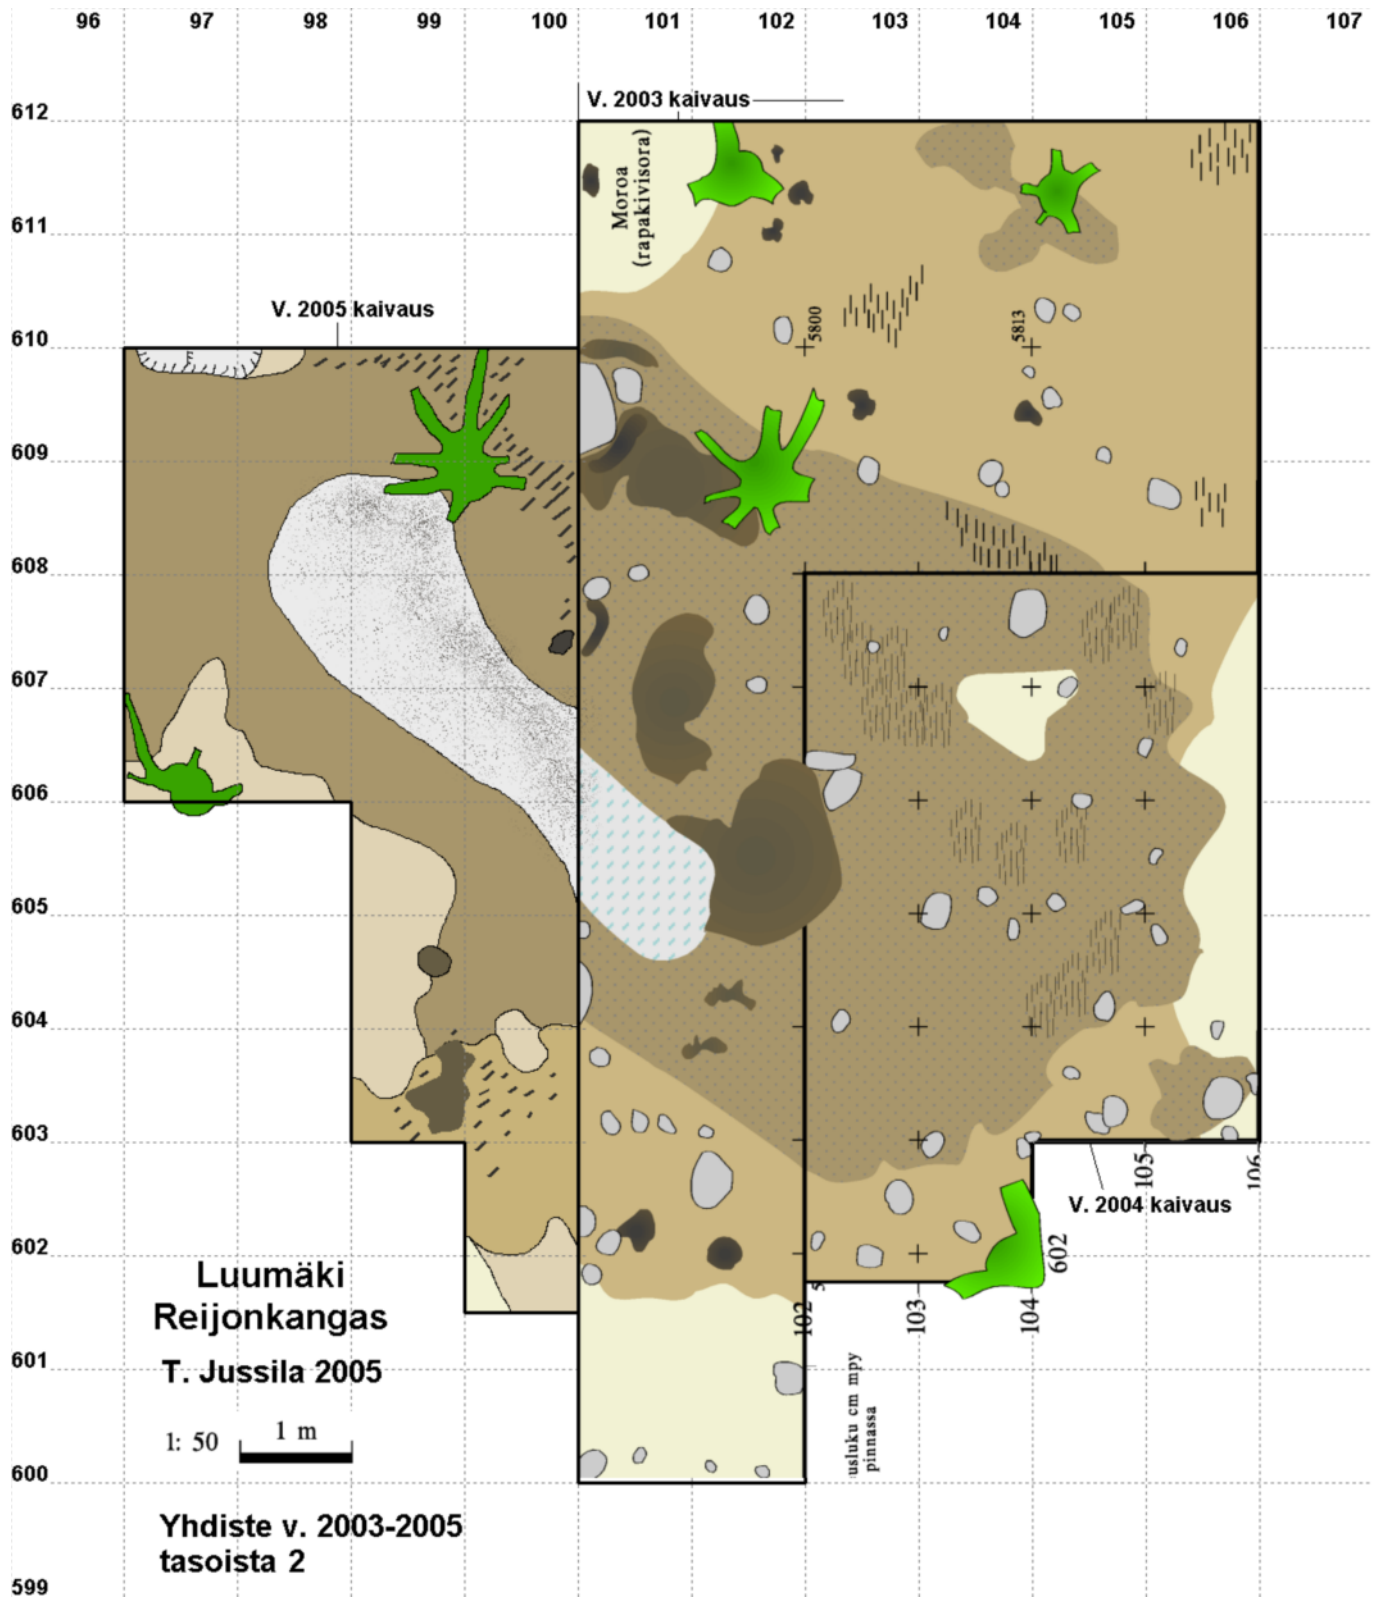 96 97 98 99 100 101 102 103 104 105 106 107
V. 2003 kaivaus
612
Moroa
(rapakivisora)
611
V. 2005 kaivaus
5800
5813
610
609
608
607
606
605
604
603
105
106
V. 2004 kaivaus
602
602
Luumäki
Reijonkangas
102
5
103
104
601
T. Jussila 2005
usluku cm mpy
pinnassa
1: 50
1 m
600
Yhdiste v. 2003-2005
tasoista 2
599